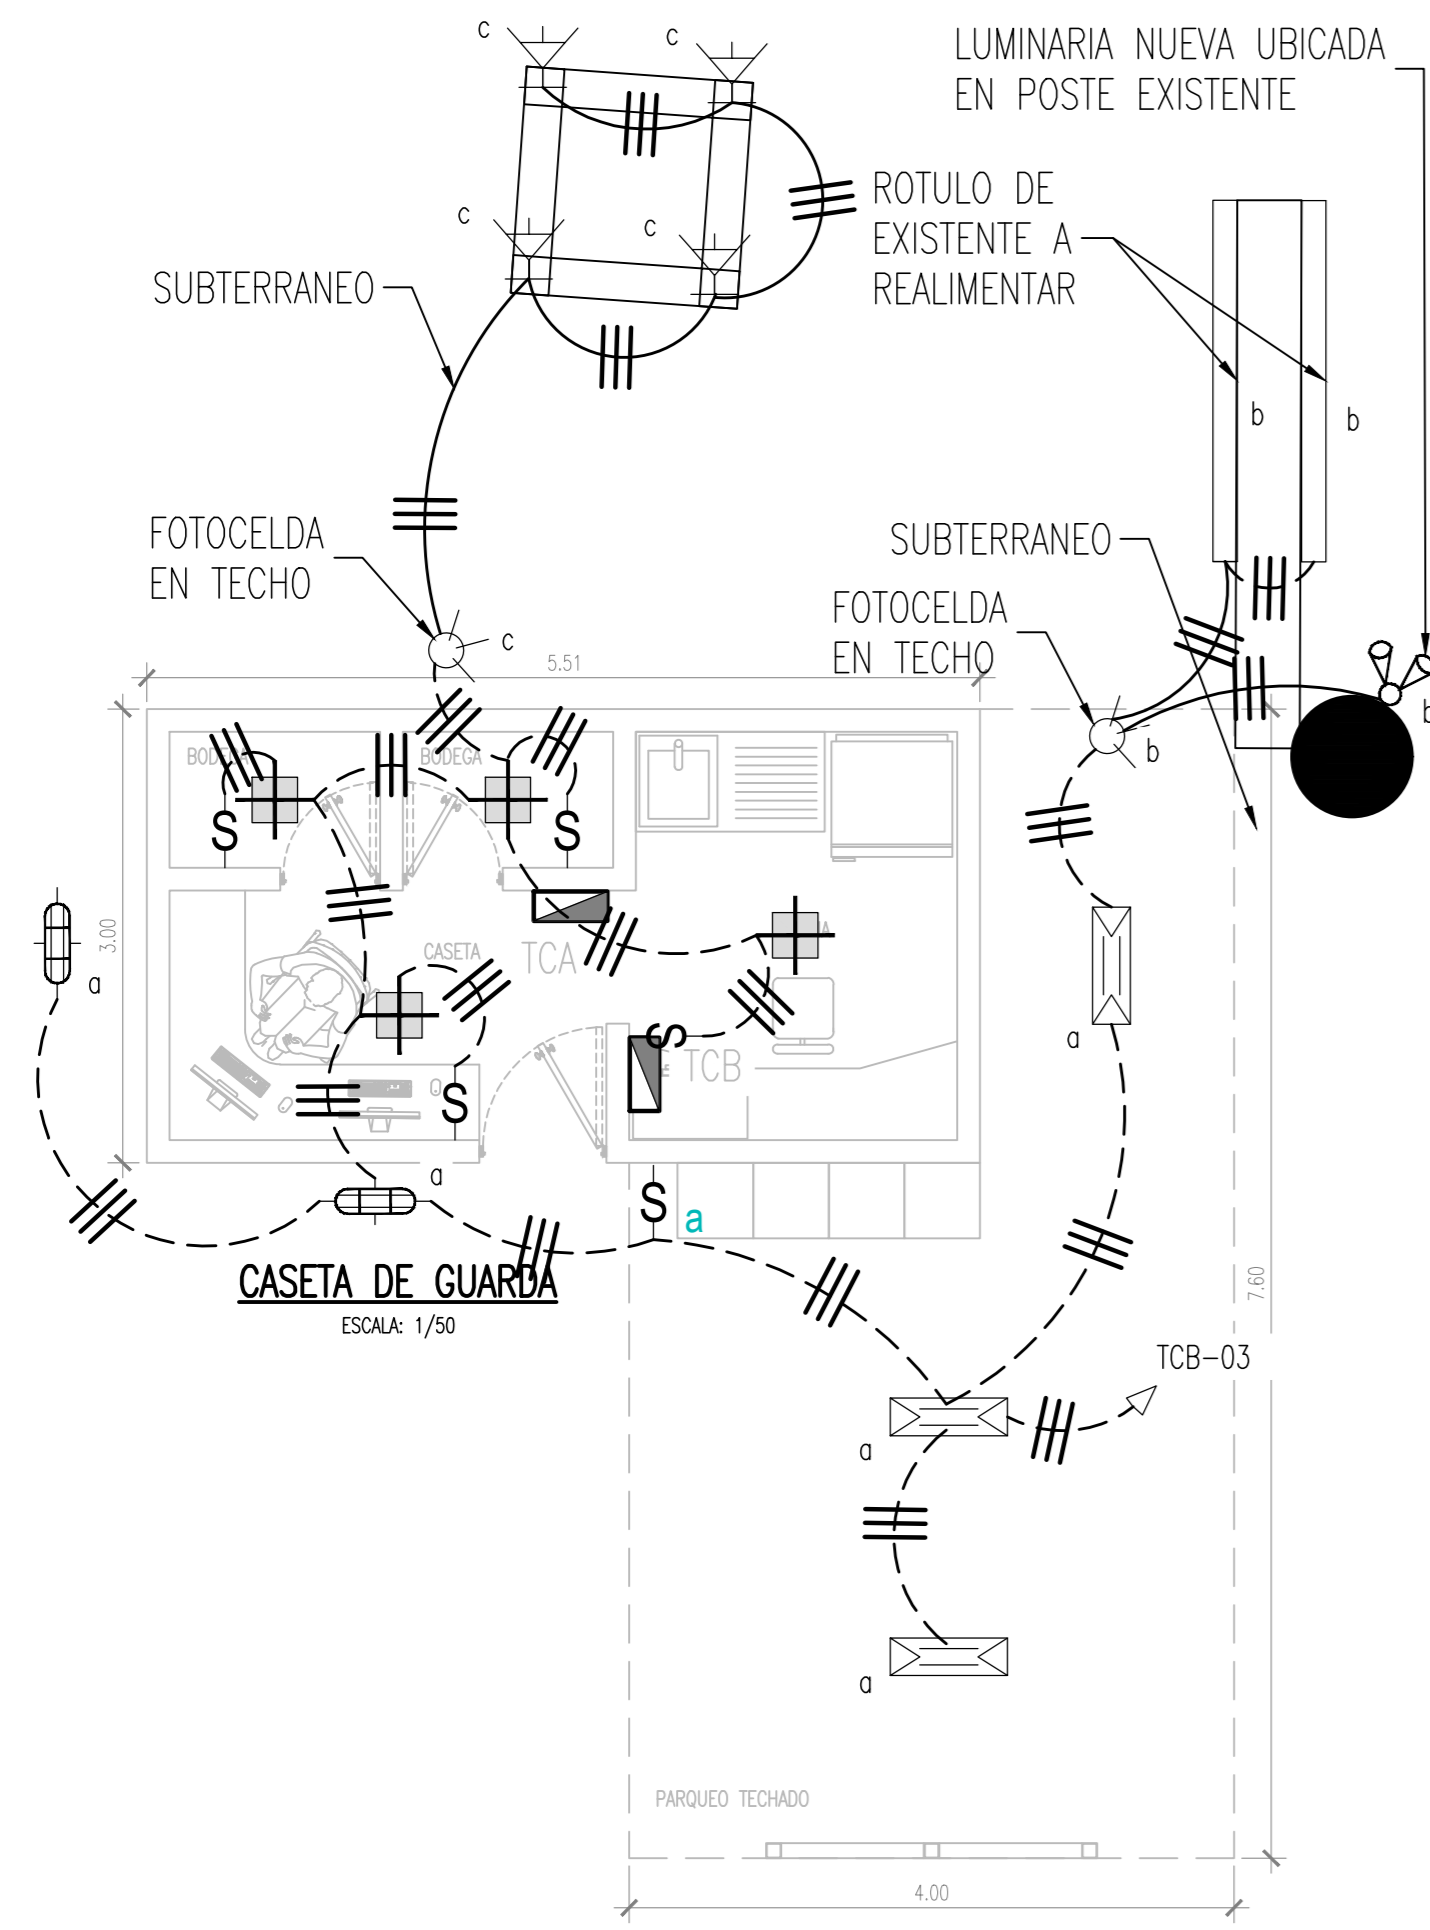 c
c
LUMINARIA NUEVA UBICADA
EN POSTE EXISTENTE
ROTULO DE
EXISTENTE A
REALIMENTAR
c
c
SUBTERRANEO
b
b
FOTOCELDA
EN TECHO
SUBTERRANEO
FOTOCELDA
EN TECHO
c
5.51
b
b
BODEGA
BODEGA
S
S
3.00
a
CASETA
TCA
a
S
TCB
S
a
S
a
CASETA DE GUARDA
ESCALA: 1/50
7.60
TCB-03
a
a
PARQUEO TECHADO
4.00